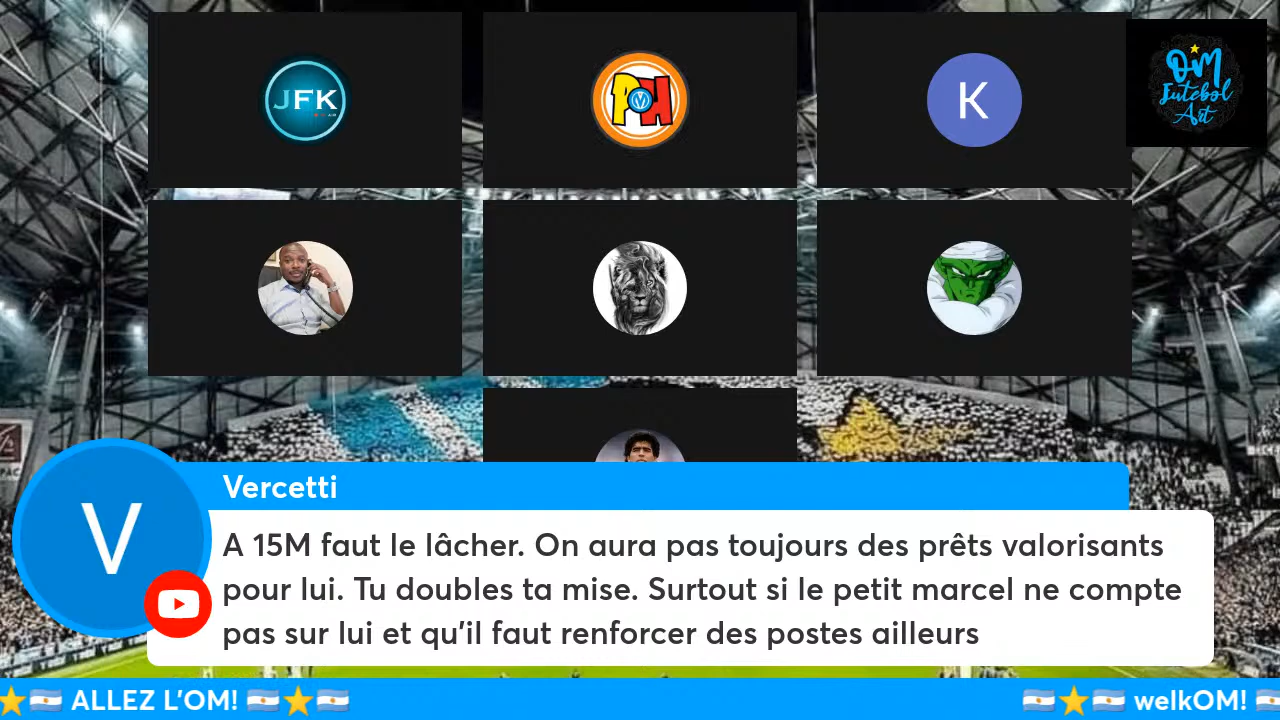 JFK
PH
K
OM
Futebol
Art
V
Vercetti
A 15M faut le lâcher. On aura pas toujours des prêts valorisants
pour lui. Tu doubles ta mise. Surtout si le petit marcel ne compte
pas sur lui et qu'il faut renforcer des postes ailleurs
⭐🇦🇷 ALLEZ L'OM! 🇦🇷⭐🇦🇷
🇦🇷⭐🇦🇷 welkOM! 🇦🇷